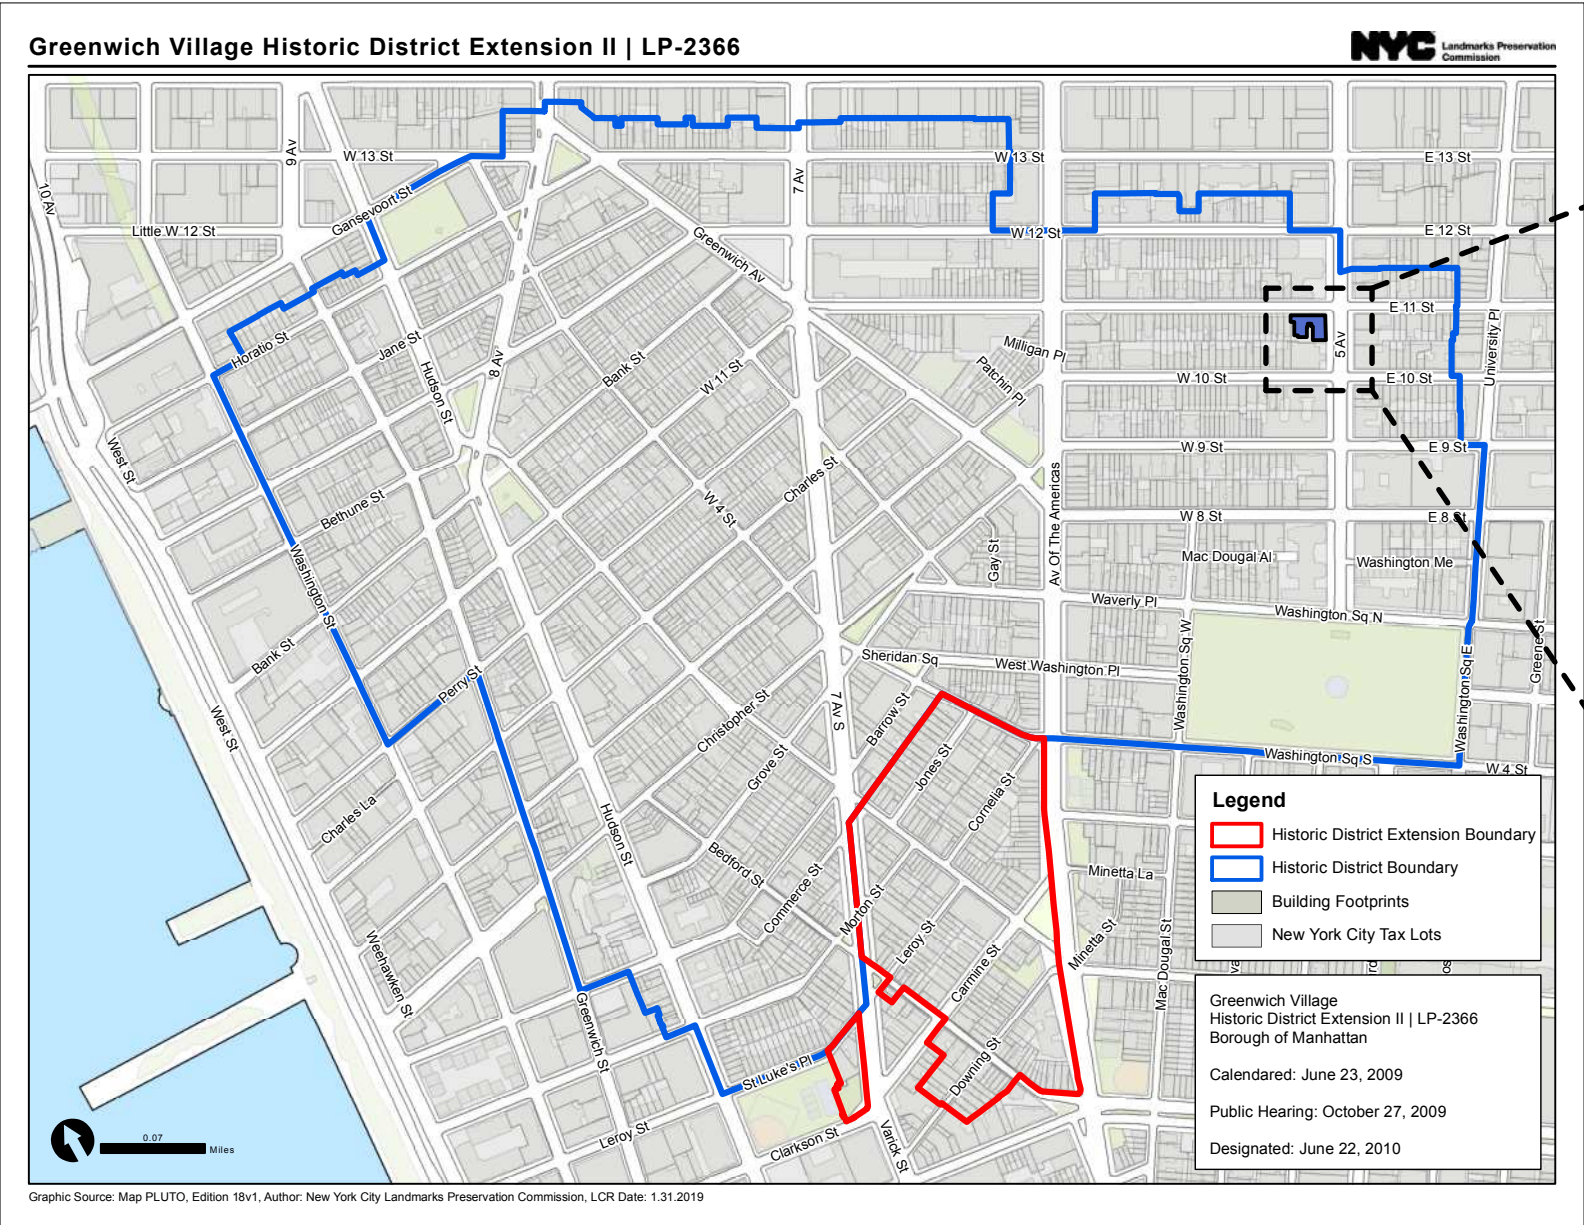 Greenwich Village Historic District Extension II | LP-2366
NYC Landmarks Preservation
Commission
9 Av
W 13 St
10 Av
Gansevoort St
Little W 12 St
7 Av
W 13 St
E 13 St
W 12 St
E 12 St
Greenwich Av
E 11 St
5 Av
University Pl
Horatio St
Jane St
8 Av
Hudson St
Bank St
W 11 St
Milligan Pl
Patchin Pl
W 10 St
E 10 St
West St
W 9 St
E 9 St
Charles St
Bethune St
W 4 St
Av Of The Americas
W 8 St
E 8 St
Gay St
Mac Dougal Al
Washington Me
Washington St
Waverly Pl
Washington Sq N
Bank St
Perry St
Sheridan Sq
West Washington Pl
Washington Sq W
Washington Sq E
Greene St
West St
Christopher St
7 Av S
Barrow St
Grove St
Jones St
Cornelia St
Washington Sq S
W 4 St
Charles La
Hudson St
Bedford St
Commerce St
Morton St
Leroy St
Carmine St
Minetta La
Minetta St
Mac Dougal St
Weehawken St
Greenwich St
St Luke's Pl
Downing St
Leroy St
Clarkson St
Varick St
Legend
Historic District Extension Boundary
Historic District Boundary
Building Footprints
New York City Tax Lots
Greenwich Village
Historic District Extension II | LP-2366
Borough of Manhattan
Calendared: June 23, 2009
Public Hearing: October 27, 2009
Designated: June 22, 2010
0.07
Miles
Graphic Source: Map PLUTO, Edition 18v1, Author: New York City Landmarks Preservation Commission, LCR Date: 1.31.2019